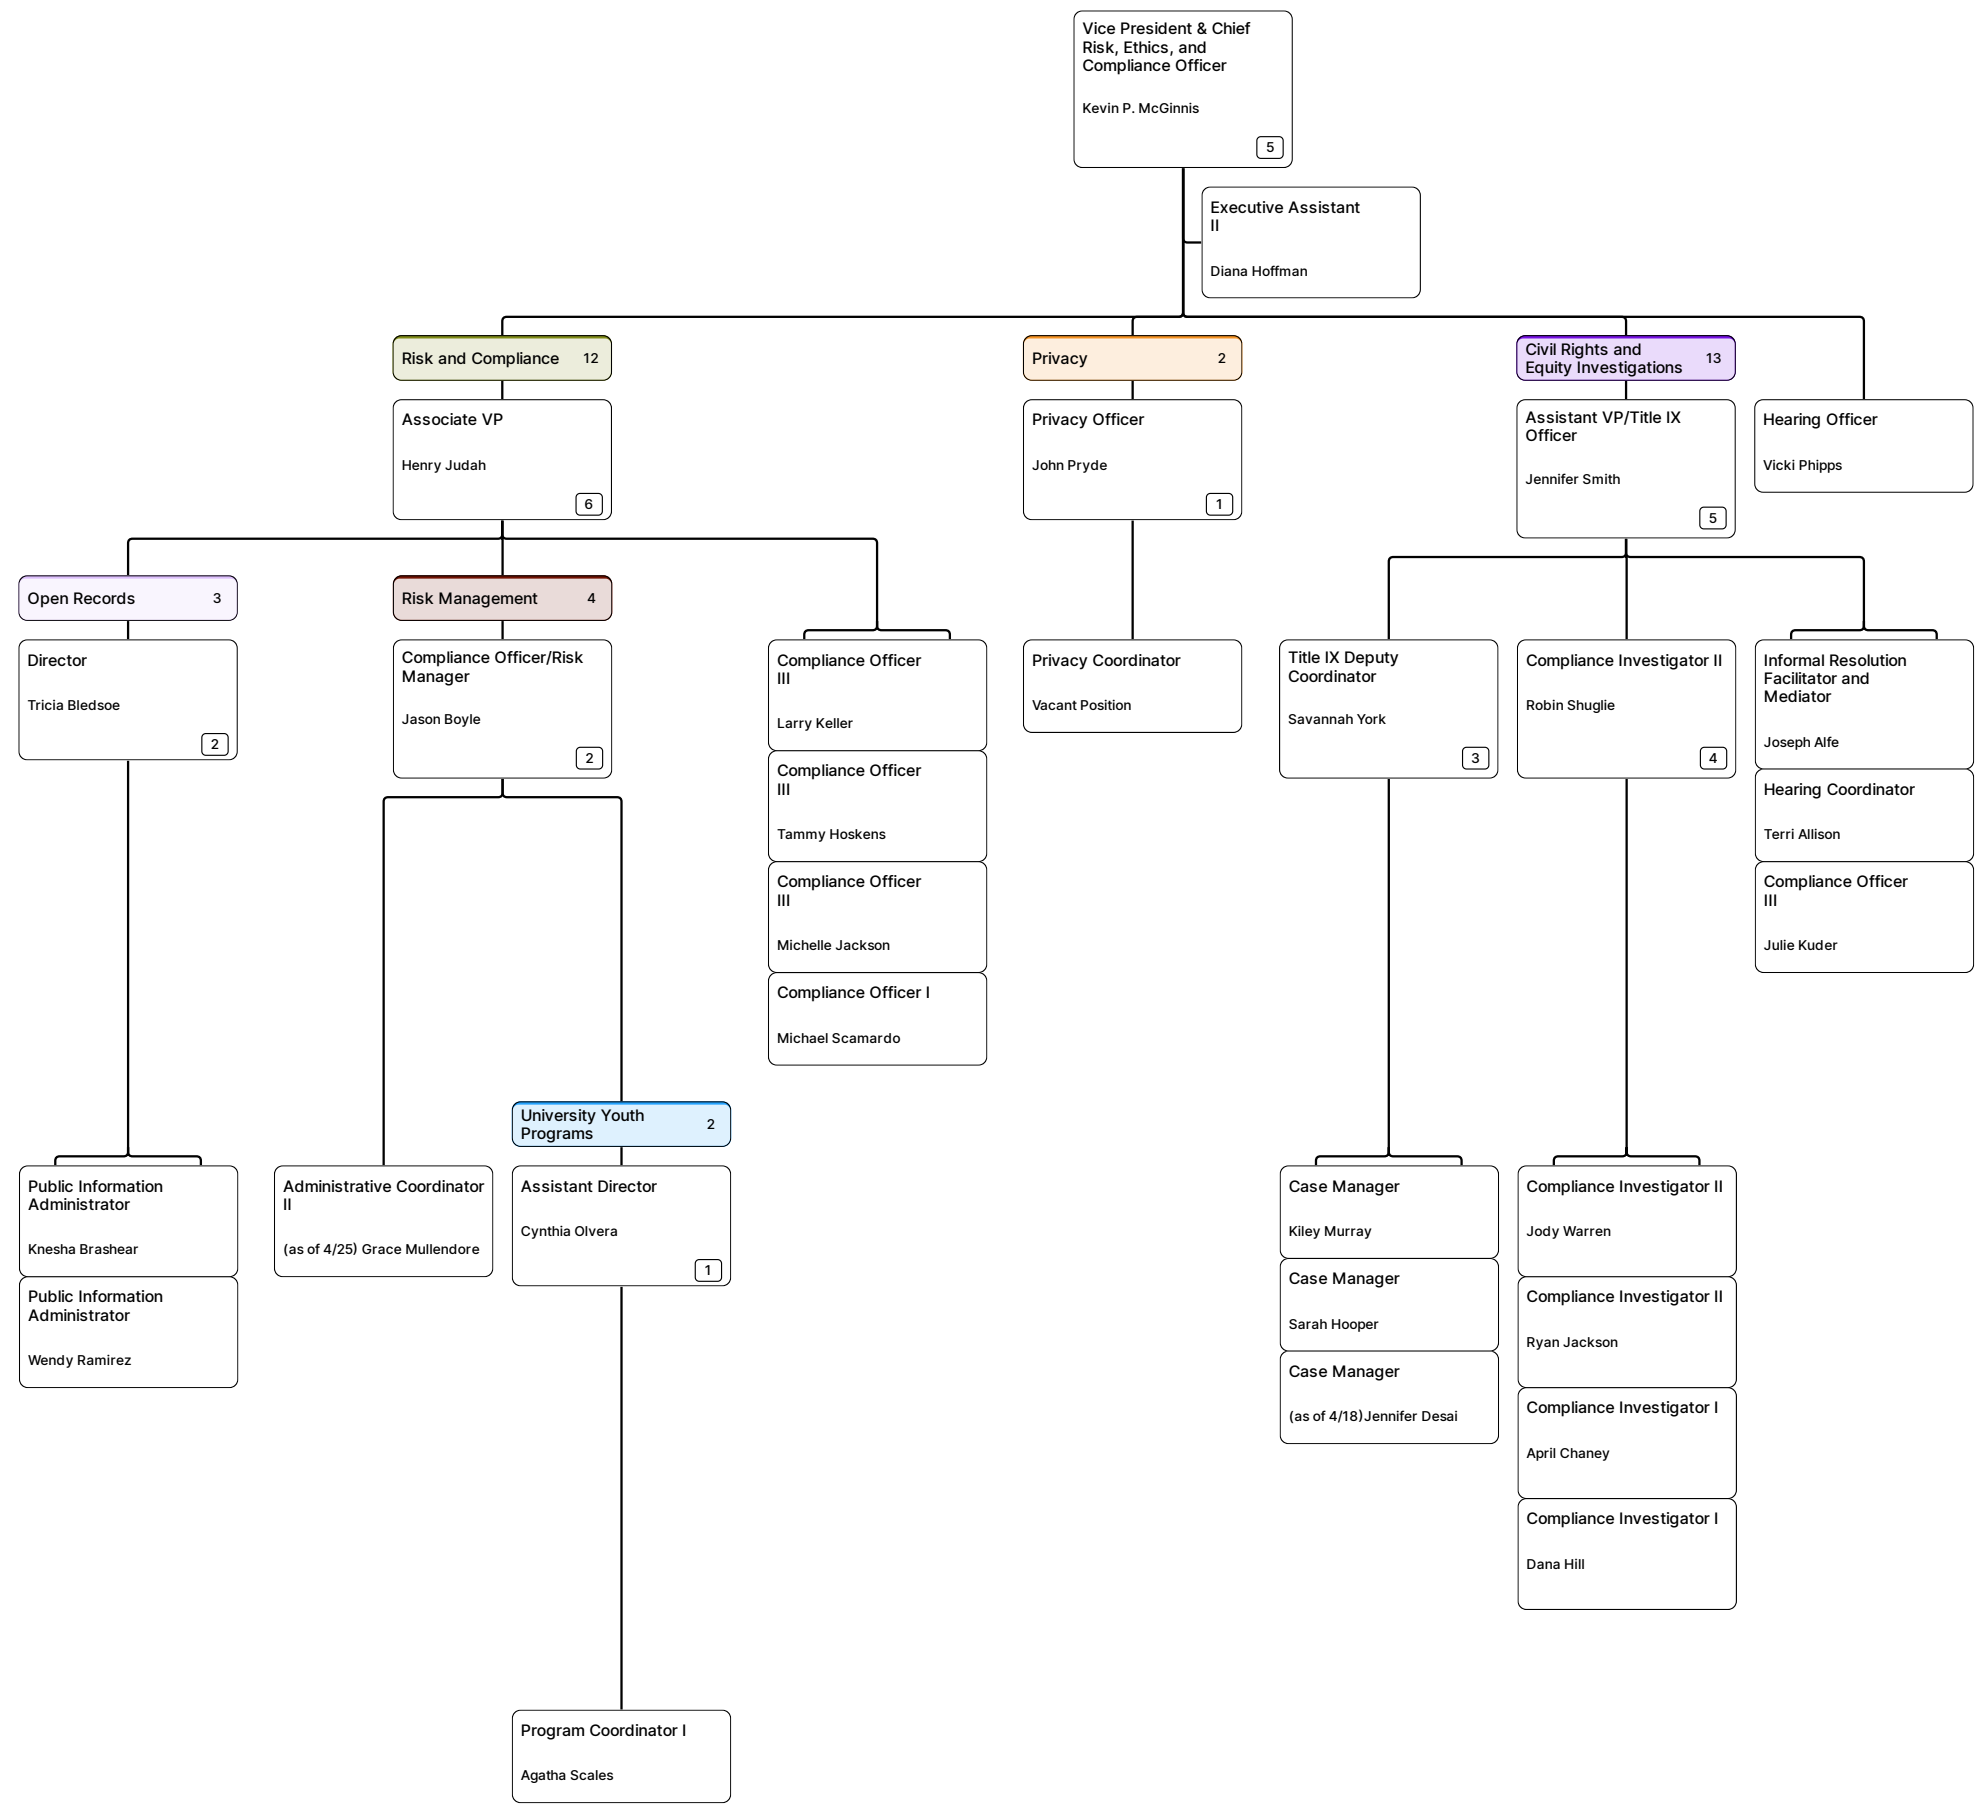 Vice President & Chief
Risk, Ethics, and
Compliance Officer
Kevin P. McGinnis
5
Executive Assistant
II
Diana Hoffman
Risk and Compliance 12
Associate VP
Henry Judah
6
Privacy 2
Privacy Officer
John Pryde
1
Civil Rights and
Equity Investigations 13
Assistant VP/Title IX
Officer
Jennifer Smith
5
Hearing Officer
Vicki Phipps
Open Records 3
Director
Tricia Bledsoe
2
Risk Management 4
Compliance Officer/Risk
Manager
Jason Boyle
2
Compliance Officer
III
Larry Keller
Compliance Officer
III
Tammy Hoskens
Compliance Officer
III
Michelle Jackson
Compliance Officer I
Michael Scamardo
Privacy Coordinator
Vacant Position
Title IX Deputy
Coordinator
Savannah York
3
Compliance Investigator II
Robin Shuglie
4
Informal Resolution
Facilitator and
Mediator
Joseph Alfe
Hearing Coordinator
Terri Allison
Compliance Officer
III
Julie Kuder
Public Information
Administrator
Knesha Brashear
Public Information
Administrator
Wendy Ramirez
Administrative Coordinator
II
(as of 4/25) Grace Mullendore
University Youth
Programs 2
Assistant Director
Cynthia Olvera
1
Program Coordinator I
Agatha Scales
Case Manager
Kiley Murray
Case Manager
Sarah Hooper
Case Manager
(as of 4/18)Jennifer Desai
Compliance Investigator II
Jody Warren
Compliance Investigator II
Ryan Jackson
Compliance Investigator I
April Chaney
Compliance Investigator I
Dana Hill